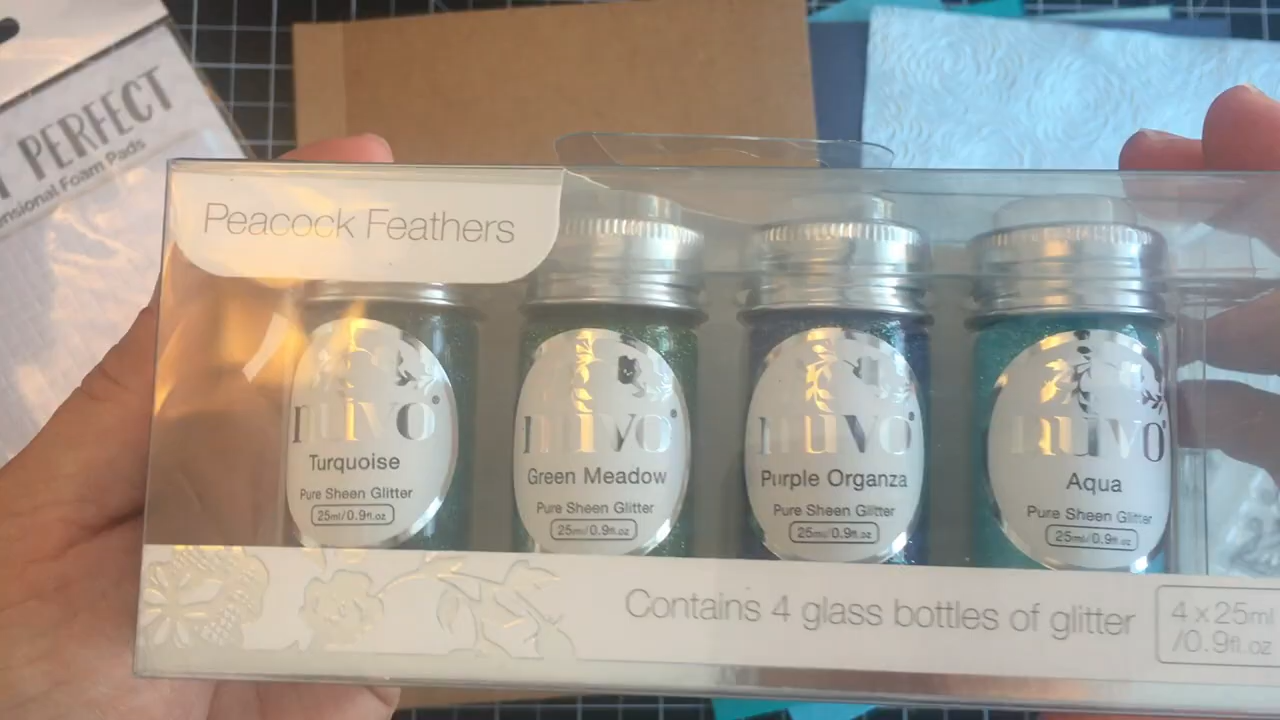 PERFECT
Foam Pads
Peacock Feathers
nuvo
Turquoise
Pure Sheen Glitter
25ml/0.9fl.oz
nuvo
Green Meadow
Pure Sheen Glitter
25ml/0.9fl.oz
nuvo
Purple Organza
Pure Sheen Glitter
25ml/0.9fl.oz
nuvo
Aqua
Pure Sheen Glitter
25ml/0.9fl.oz
Contains 4 glass bottles of glitter
4 x 25ml
/0.9fl.oz